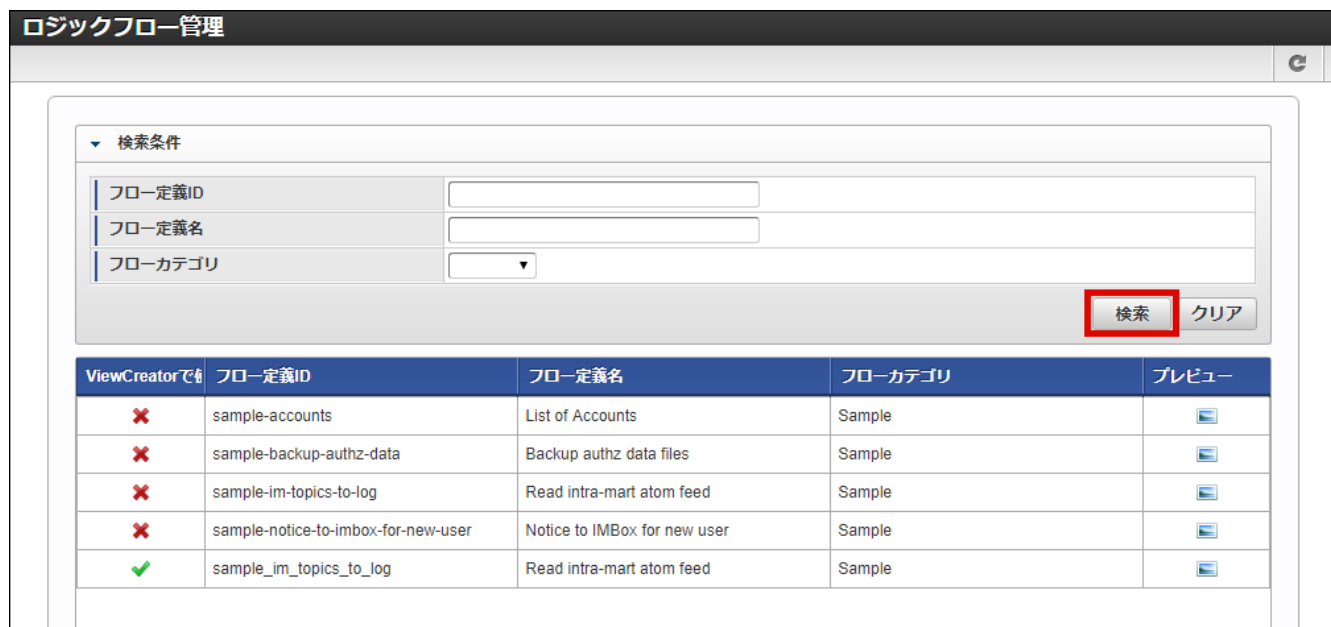 ロジックフロー管理
検索条件
フロー定義ID
フロー定義名
フローカテゴリ
検索 クリア
ViewCreatorで フロー定義ID フロー定義名 フローカテゴリ プレビュー
sample-accounts List of Accounts Sample
sample-backup-authz-data Backup authz data files Sample
sample-im-topics-to-log Read intra-mart atom feed Sample
sample-notice-to-imbox-for-new-user Notice to IMBox for new user Sample
sample_im_topics_to_log Read intra-mart atom feed Sample